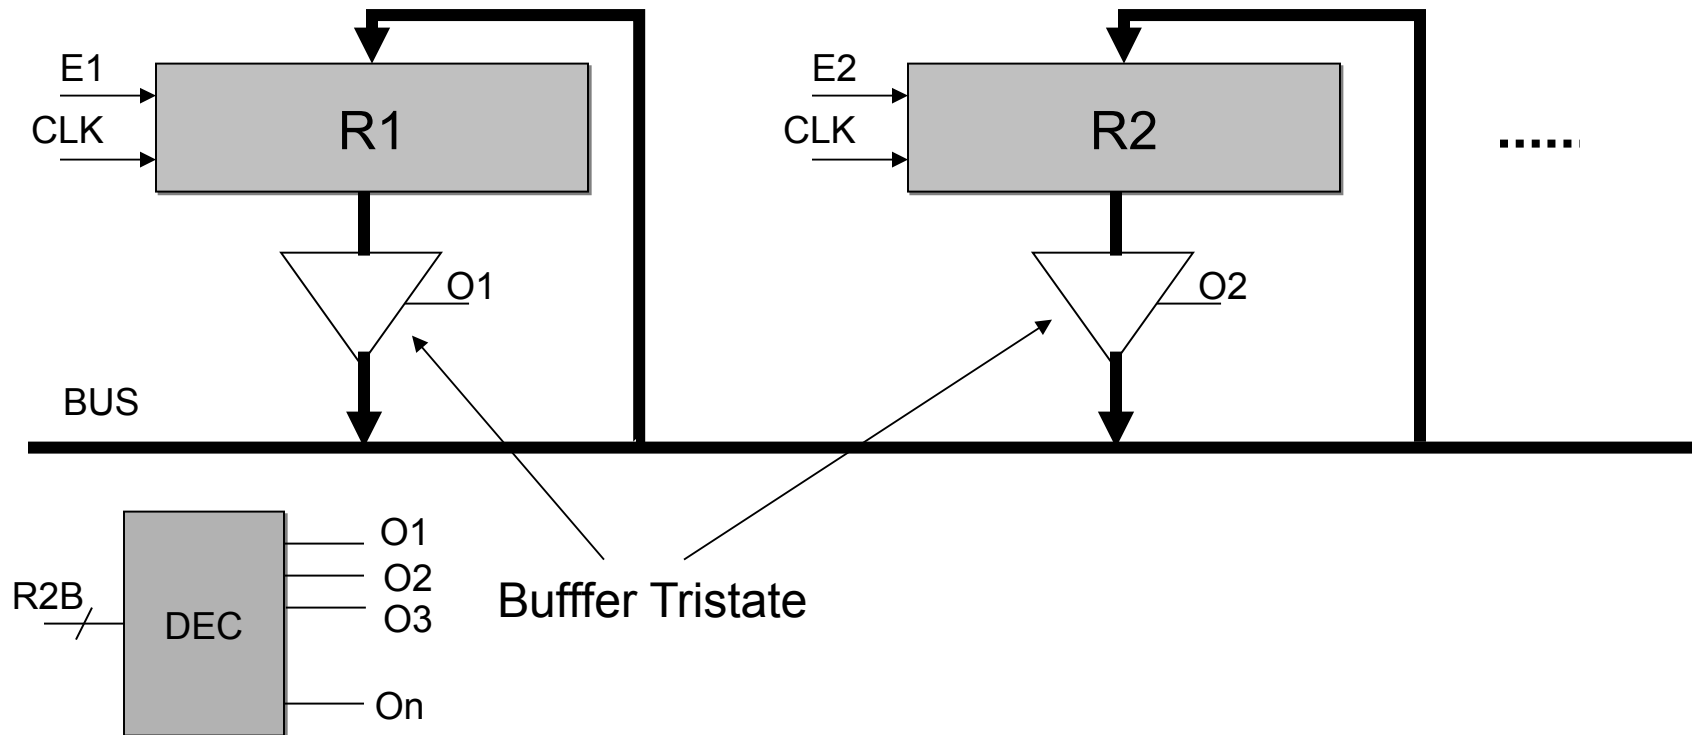 E1
CLK
R1
O1
E2
CLK
R2
O2
......
BUS
R2B
DEC
O1
O2
O3
On
Bufffer Tristate